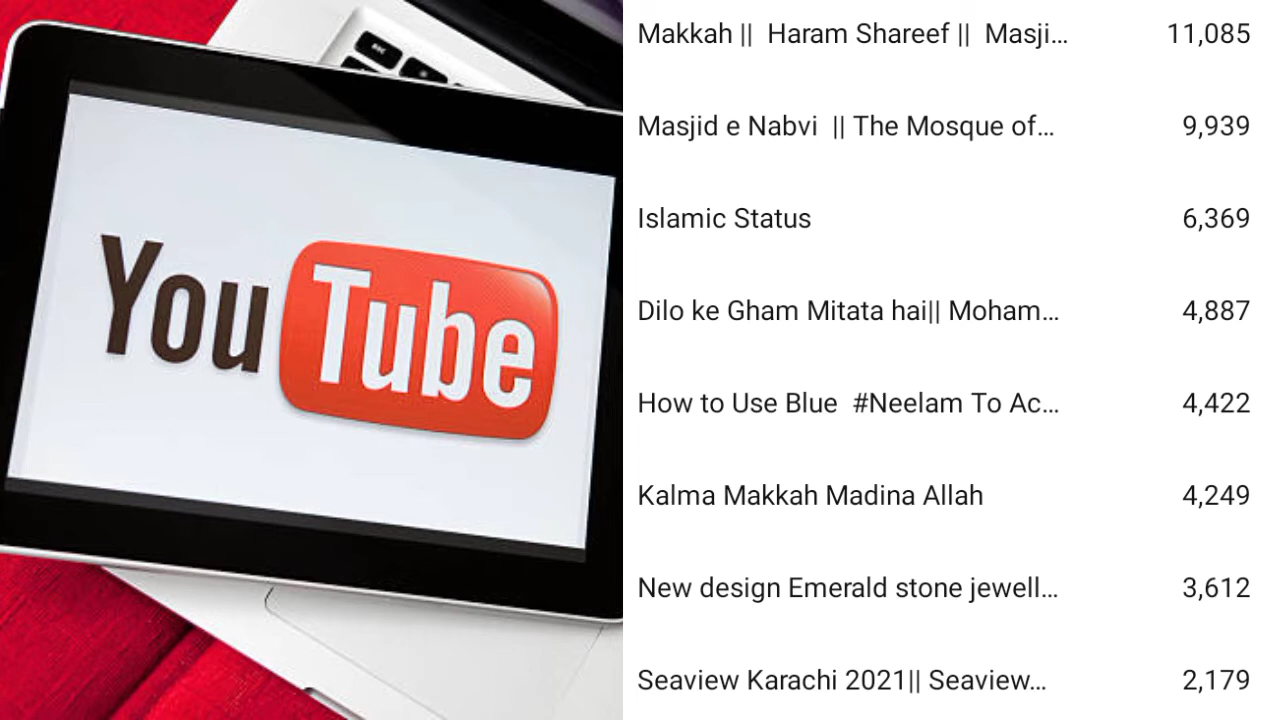 esc
YouTube
Makkah || Haram Shareef || Masji... 11,085
Masjid e Nabvi || The Mosque of... 9,939
Islamic Status 6,369
Dilo ke Gham Mitata hai|| Moham... 4,887
How to Use Blue #Neelam To Ac... 4,422
Kalma Makkah Madina Allah 4,249
New design Emerald stone jewell... 3,612
Seaview Karachi 2021|| Seaview... 2,179